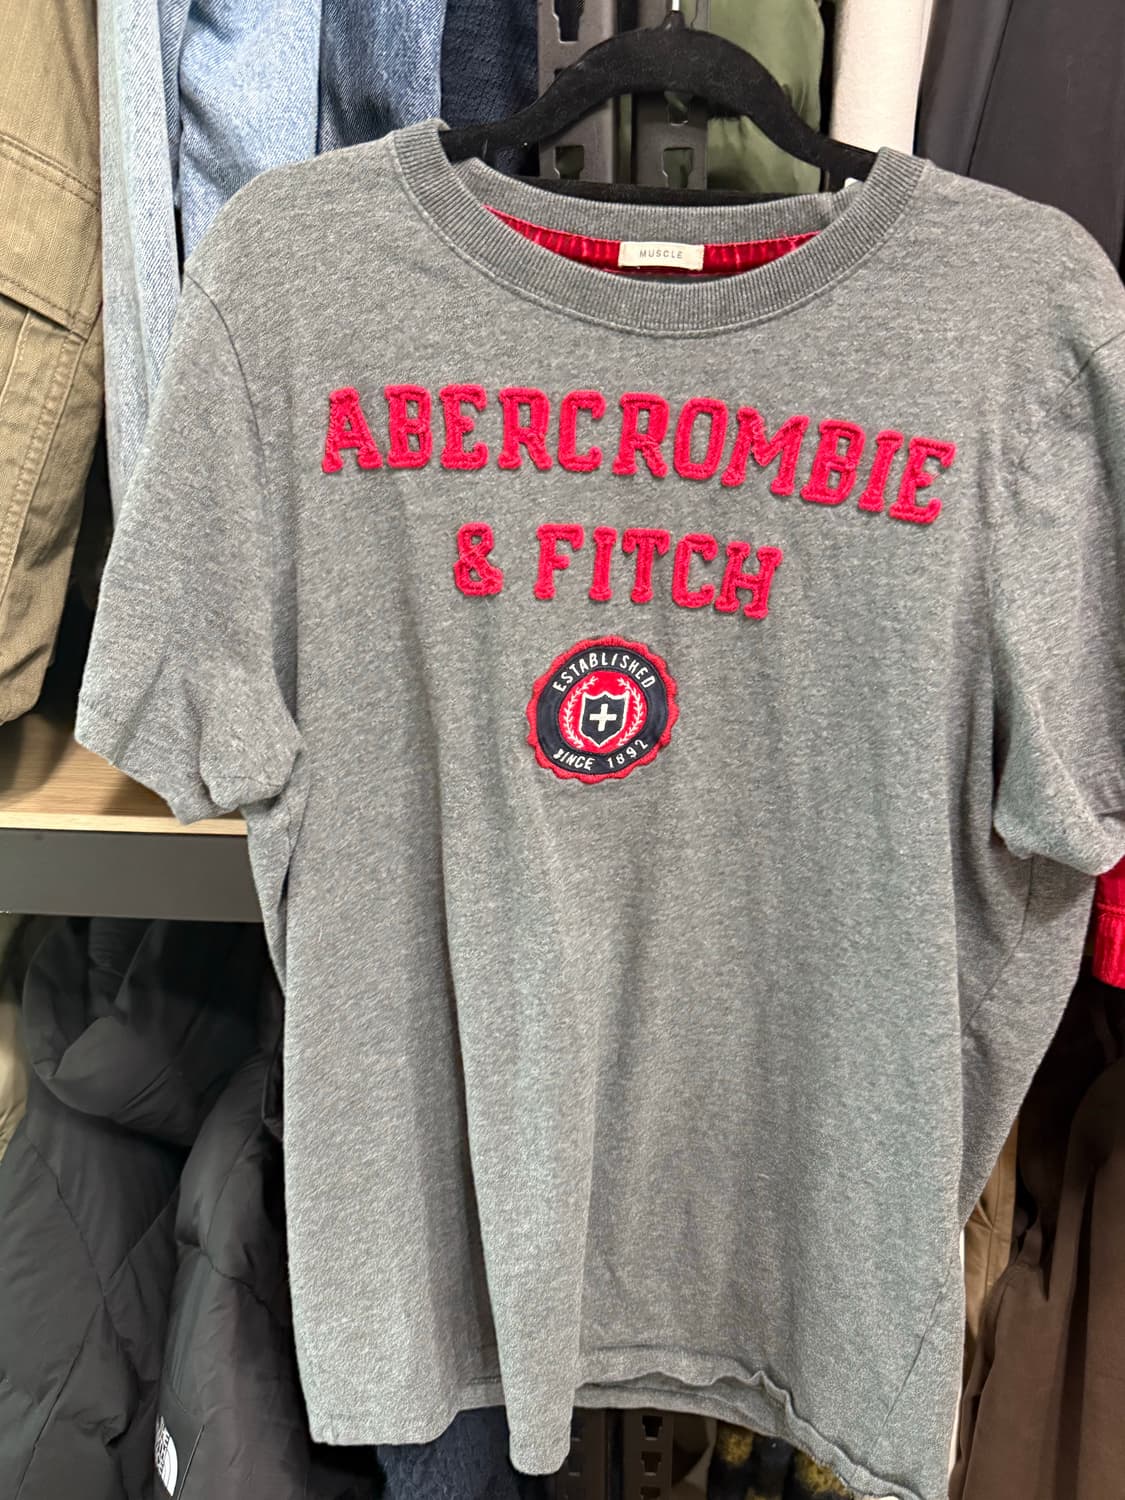 MUSCLE
ABERCROMBIE
& FITCH
ESTABLISHED
SINCE 1892